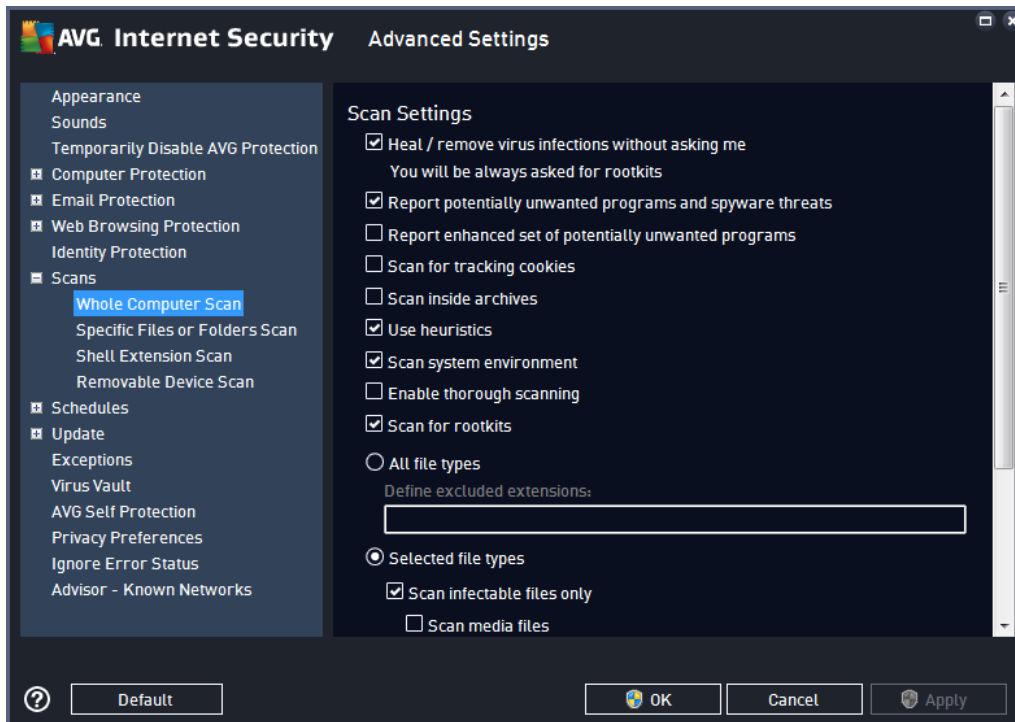 AVG Internet Security Advanced Settings
Appearance
Sounds
Temporarily Disable AVG Protection
Computer Protection
Email Protection
Web Browsing Protection
Identity Protection
Scans
Whole Computer Scan
Specific Files or Folders Scan
Shell Extension Scan
Removable Device Scan
Schedules
Update
Exceptions
Virus Vault
AVG Self Protection
Privacy Preferences
Ignore Error Status
Advisor - Known Networks
Scan Settings
Heal / remove virus infections without asking me
You will be always asked for rootkits
Report potentially unwanted programs and spyware threats
Report enhanced set of potentially unwanted programs
Scan for tracking cookies
Scan inside archives
Use heuristics
Scan system environment
Enable thorough scanning
Scan for rootkits
All file types
Define excluded extensions:
Selected file types
Scan infectable files only
Scan media files
? Default OK Cancel Apply